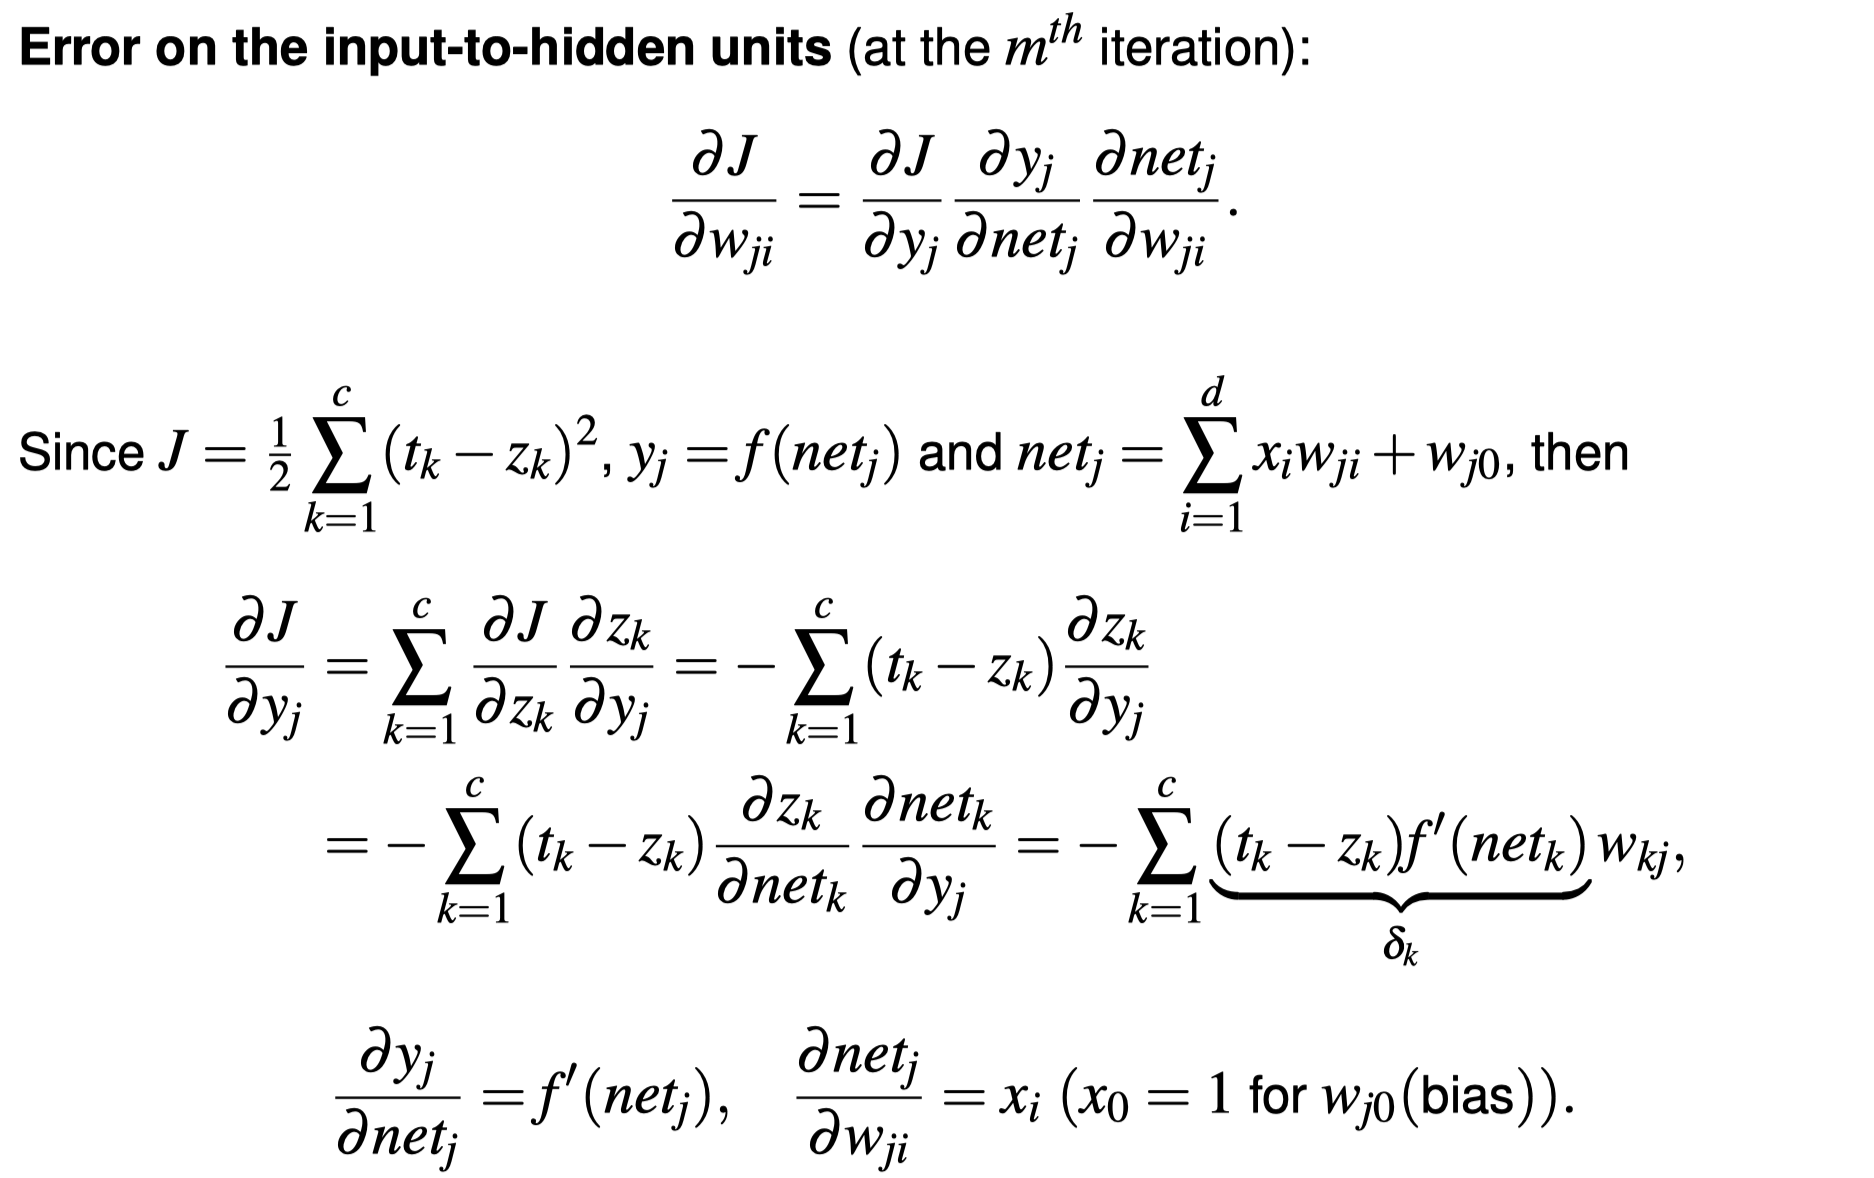 Error on the input-to-hidden units (at the $m^{th}$ iteration):
$\frac{\partial J}{\partial w_{ji}} = \frac{\partial J}{\partial y_j} \frac{\partial y_j}{\partial net_j} \frac{\partial net_j}{\partial w_{ji}}.$
Since $J = \frac{1}{2} \sum_{k=1}^{c} (t_k - z_k)^2$, $y_j = f(net_j)$ and $net_j = \sum_{i=1}^{d} x_i w_{ji} + w_{j0}$, then
$\frac{\partial J}{\partial y_j} = \sum_{k=1}^{c} \frac{\partial J}{\partial z_k} \frac{\partial z_k}{\partial y_j} = -\sum_{k=1}^{c} (t_k - z_k) \frac{\partial z_k}{\partial y_j}$
$= -\sum_{k=1}^{c} (t_k - z_k) \frac{\partial z_k}{\partial net_k} \frac{\partial net_k}{\partial y_j} = -\sum_{k=1}^{c} \underbrace{(t_k - z_k) f'(net_k)}_{\delta_k} w_{kj},$
$\frac{\partial y_j}{\partial net_j} = f'(net_j), \quad \frac{\partial net_j}{\partial w_{ji}} = x_i \ (x_0 = 1 \text{ for } w_{j0} \text{(bias)}).$